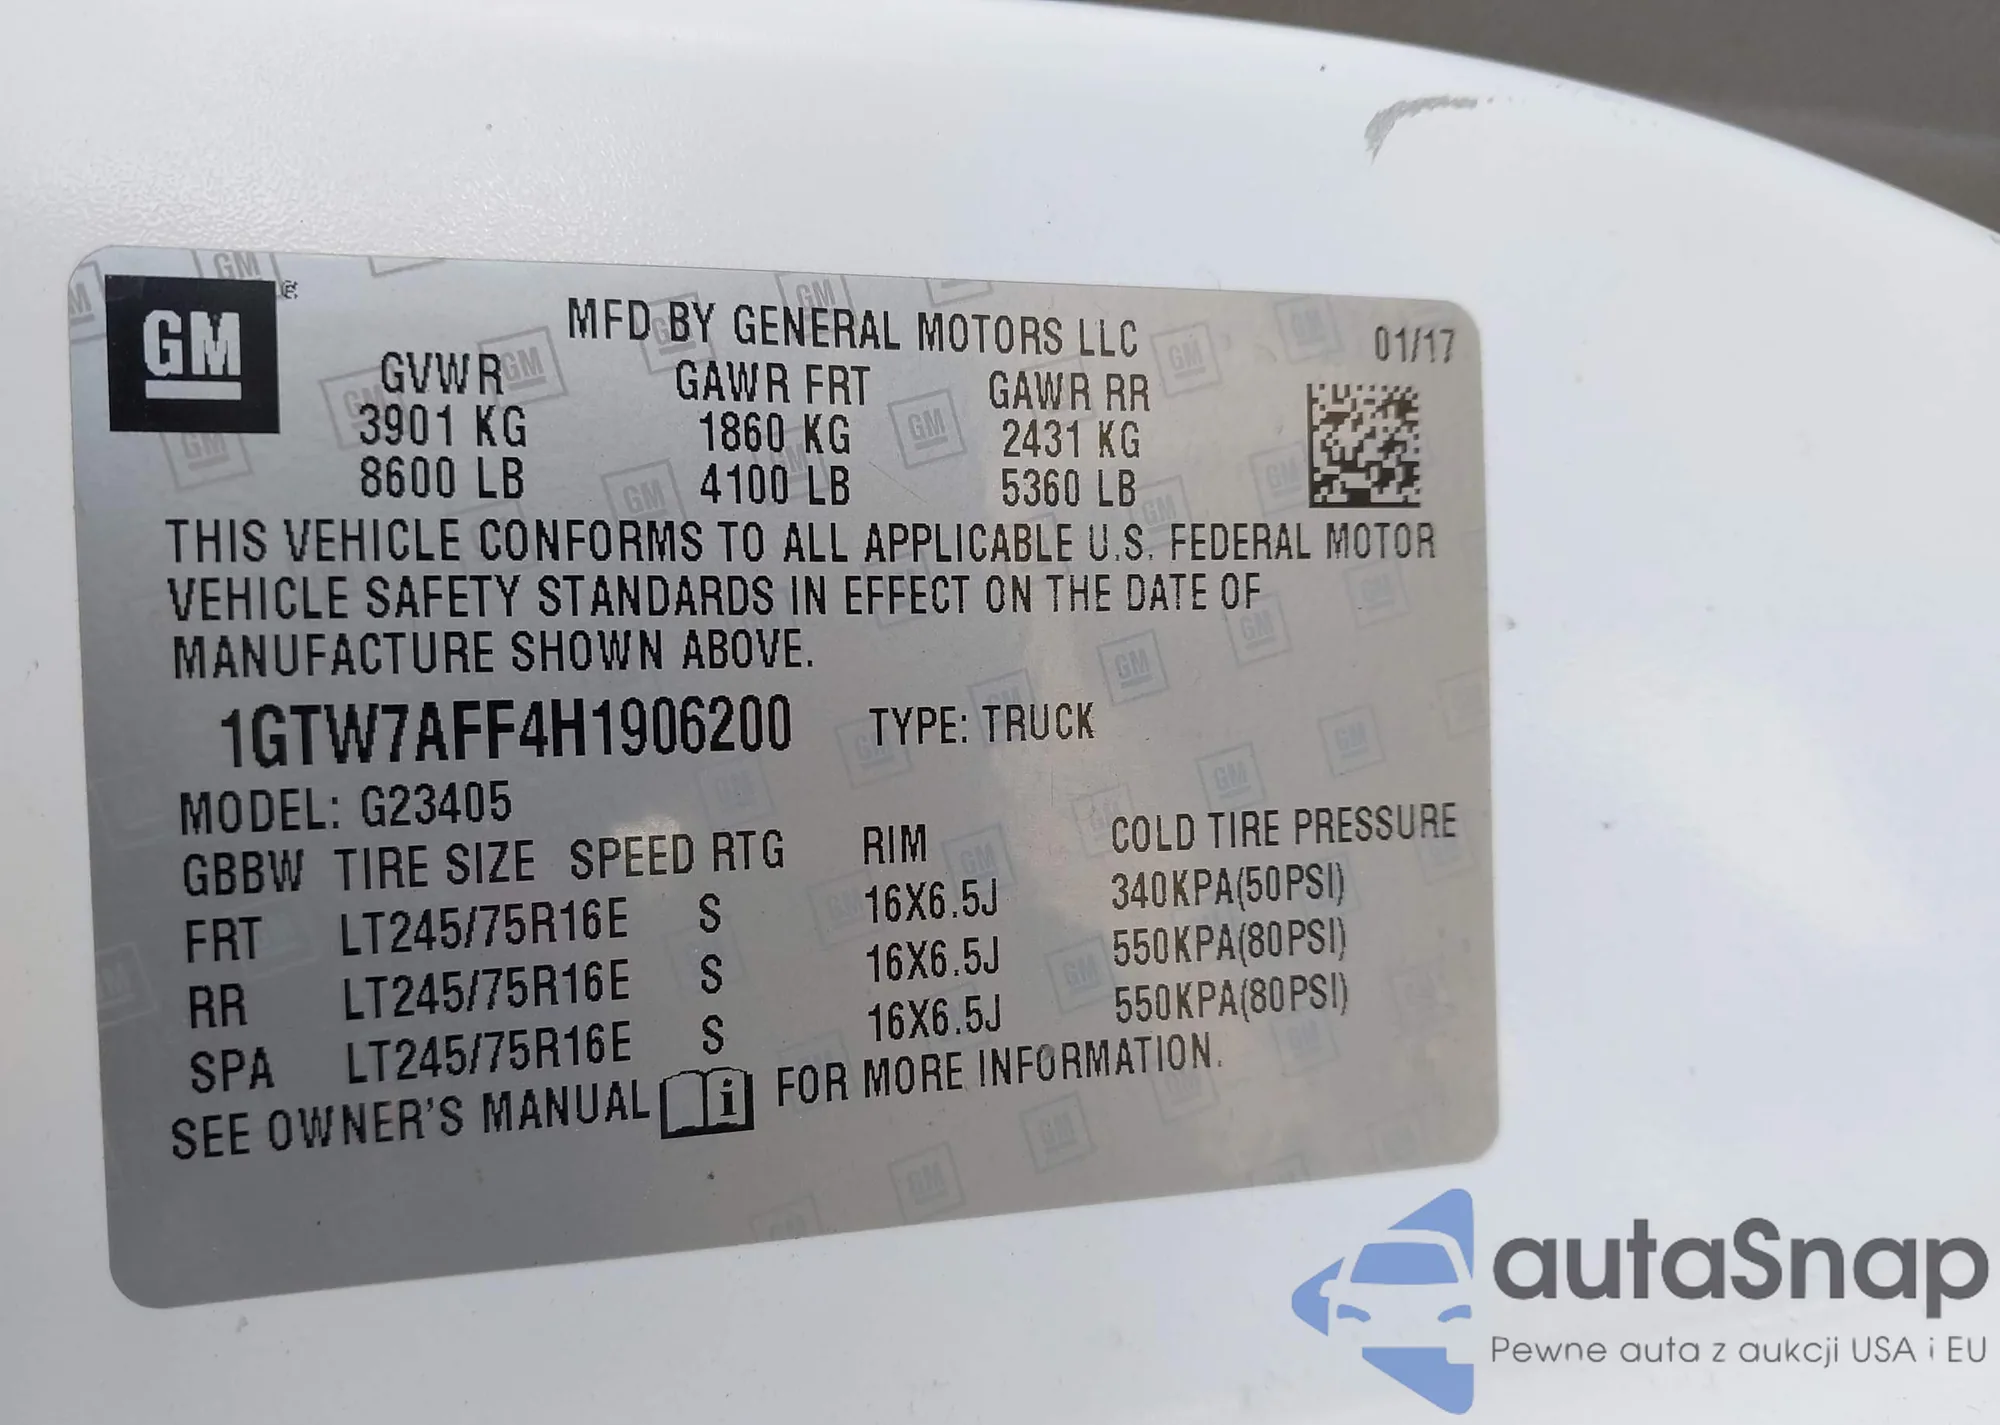 GM
MFD BY GENERAL MOTORS LLC
01/17
GVWR GAWR FRT GAWR RR
3901 KG 1860 KG 2431 KG
8600 LB 4100 LB 5360 LB
THIS VEHICLE CONFORMS TO ALL APPLICABLE U.S. FEDERAL MOTOR
VEHICLE SAFETY STANDARDS IN EFFECT ON THE DATE OF
MANUFACTURE SHOWN ABOVE.
1GTW7AFF4H1906200 TYPE: TRUCK
MODEL: G23405
GBBW TIRE SIZE SPEED RTG RIM COLD TIRE PRESSURE
FRT LT245/75R16E S 16X6.5J 340KPA(50PSI)
RR LT245/75R16E S 16X6.5J 550KPA(80PSI)
SPA LT245/75R16E S 16X6.5J 550KPA(80PSI)
SEE OWNER'S MANUAL i FOR MORE INFORMATION.
autaSnap
Pewne auta z aukcji USA i EU